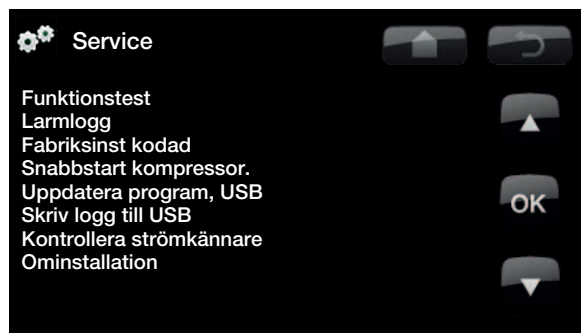 Service
Funktionstest
Larmlogg
Fabriksinst kodad
Snabbstart kompressor.
Uppdatera program, USB
Skriv logg till USB
Kontrollera strömkännare
Ominstallation
OK